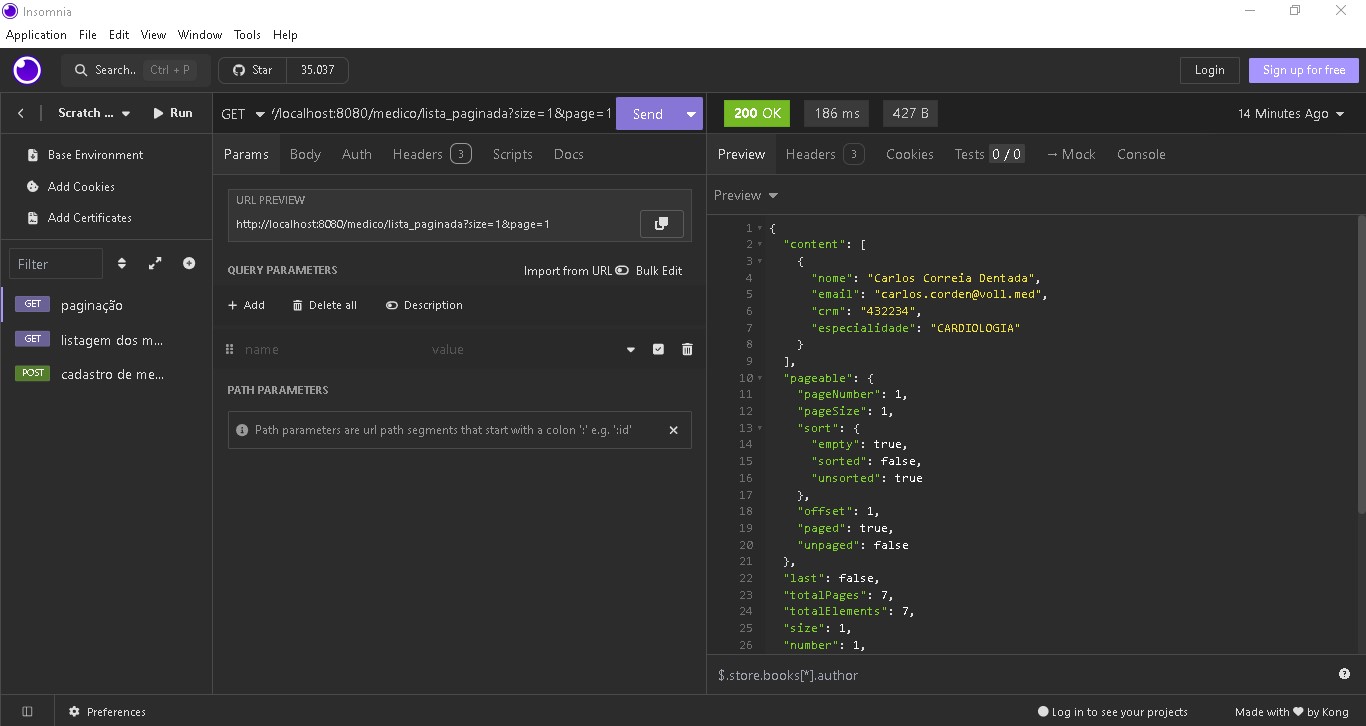 Insomnia
Application File Edit View Window Tools Help
Search.. Ctrl + P
Star 35.037
Login
Sign up for free
Scratch ... Run
GET //localhost:8080/medico/lista_paginada?size=1&page=1 Send
200 OK 186 ms 427 B 14 Minutes Ago
Base Environment
Add Cookies
Add Certificates
Filter
GET paginação
GET listagem dos m...
POST cadastro de me...
Params Body Auth Headers 3 Scripts Docs
URL PREVIEW
http://localhost:8080/medico/lista_paginada?size=1&page=1
QUERY PARAMETERS Import from URL Bulk Edit
+ Add Delete all Description
name value
PATH PARAMETERS
Path parameters are url path segments that start with a colon ':' e.g. ':id'
Preview Headers 3 Cookies Tests 0 / 0 → Mock Console
Preview
1 {
2 "content": [
3 {
4 "nome": "Carlos Correia Dentada",
5 "email": "carlos.corden@voll.med",
6 "crm": "432234",
7 "especialidade": "CARDIOLOGIA"
8 }
9 ],
10 "pageable": {
11 "pageNumber": 1,
12 "pageSize": 1,
13 "sort": {
14 "empty": true,
15 "sorted": false,
16 "unsorted": true
17 },
18 "offset": 1,
19 "paged": true,
20 "unpaged": false
21 },
22 "last": false,
23 "totalPages": 7,
24 "totalElements": 7,
25 "size": 1,
26 "number": 1,
$.store.books[*].author
Preferences
Log in to see your projects
Made with ♥ by Kong